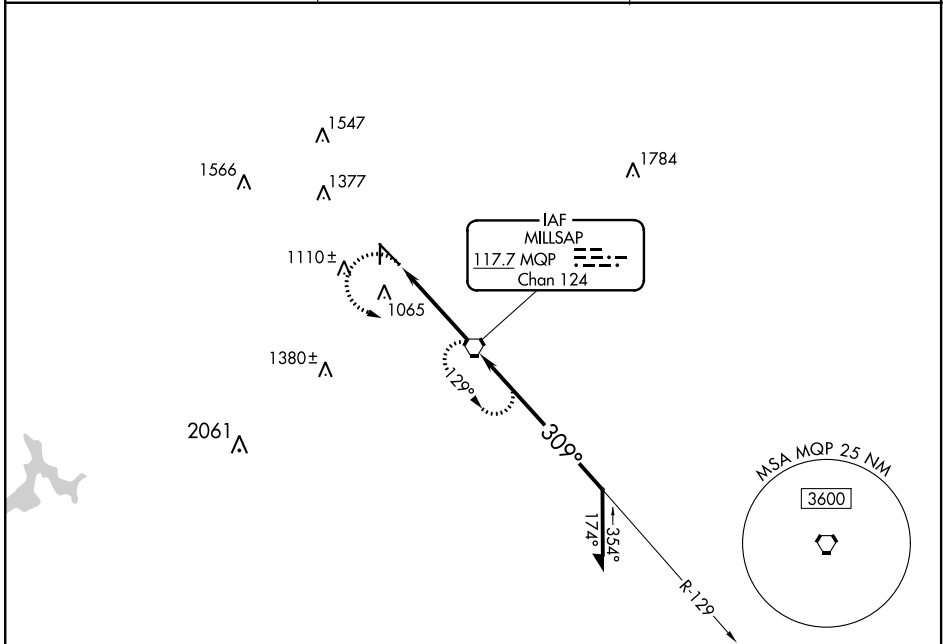 1547
1566
1377
1784
IAF
MILLSAP
117.7 MQP
Chan 124
1110 ±
1065
1380 ±
129°
2061
309°
MSA MQP 25 NM
3600
174°
354°
R-129